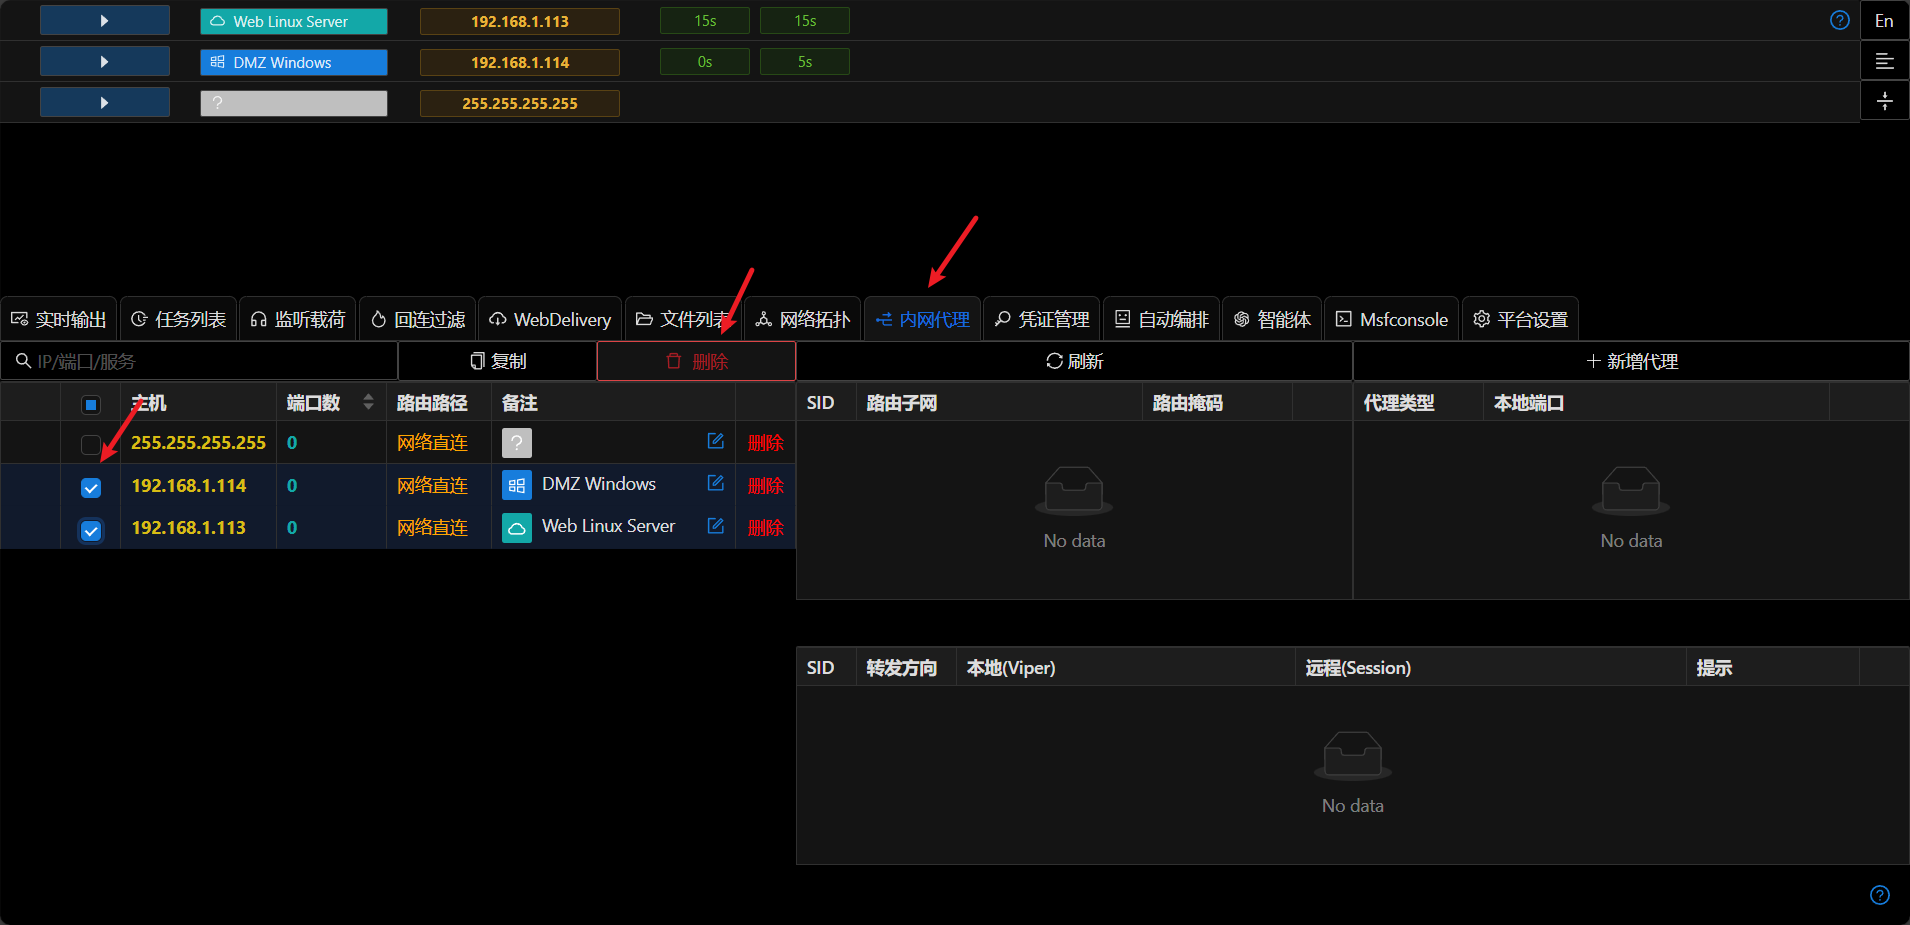 Web Linux Server 192.168.1.113 15s 15s En
DMZ Windows 192.168.1.114 0s 5s
? 255.255.255.255
实时输出 任务列表 监听载荷 回连过滤 WebDelivery 文件列表 网络拓扑 内网代理 凭证管理 自动编排 智能体 Msfconsole 平台设置
IP/端口/服务 复制 删除 刷新 新增代理
主机 端口数 路由路径 备注 SID 路由子网 路由掩码 代理类型 本地端口
255.255.255.255 0 网络直连 ? 删除
192.168.1.114 0 网络直连 DMZ Windows 删除
192.168.1.113 0 网络直连 Web Linux Server 删除
No data No data
SID 转发方向 本地(Viper) 远程(Session) 提示
No data